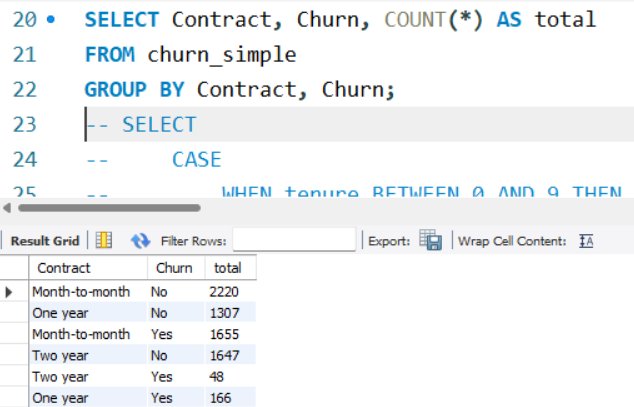 20 SELECT Contract, Churn, COUNT(*) AS total
21 FROM churn_simple
22 GROUP BY Contract, Churn;
23 -- SELECT
24 -- CASE
25 -- WHEN tenure BETWEEN 0 AND 9 THEN
Result Grid Filter Rows: Export: Wrap Cell Content: IA
Contract Churn total
Month-to-month No 2220
One year No 1307
Month-to-month Yes 1655
Two year No 1647
Two year Yes 48
One year Yes 166